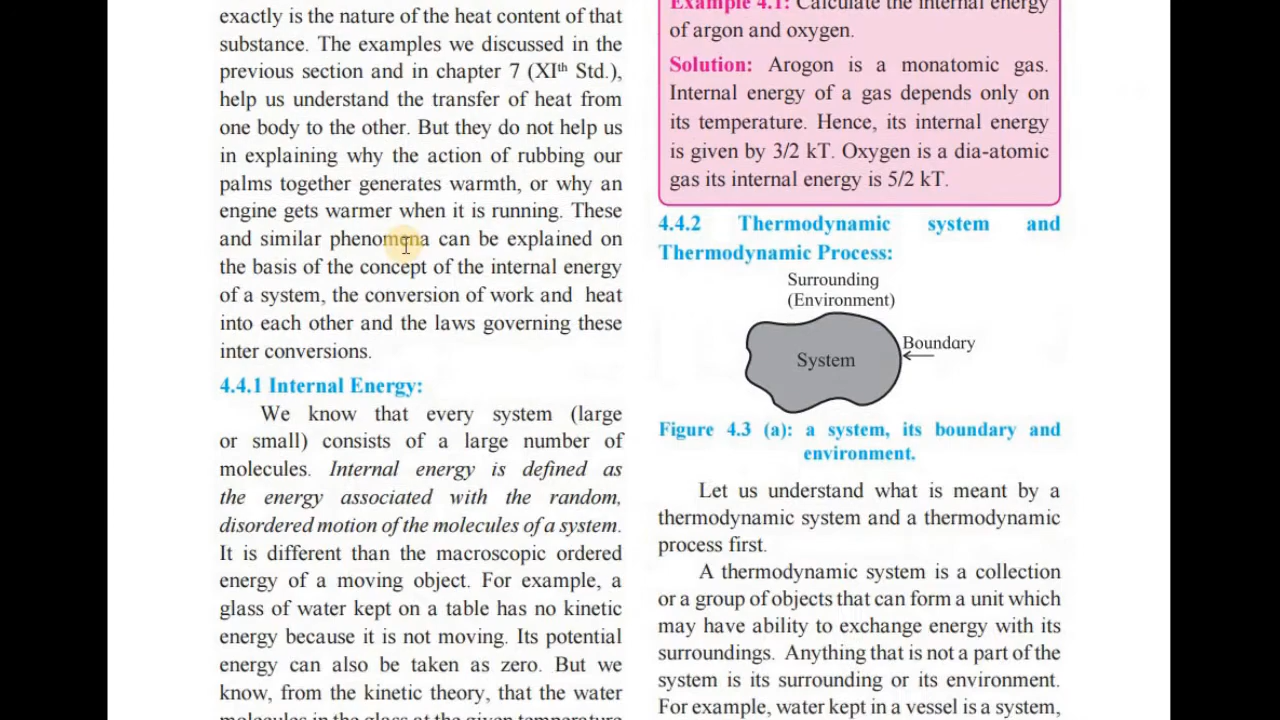 exactly is the nature of the heat content of that
substance. The examples we discussed in the
previous section and in chapter 7 (XIth Std.),
help us understand the transfer of heat from
one body to the other. But they do not help us
in explaining why the action of rubbing our
palms together generates warmth, or why an
engine gets warmer when it is running. These
and similar phenomena can be explained on
the basis of the concept of the internal energy
of a system, the conversion of work and heat
into each other and the laws governing these
inter conversions.
4.4.1 Internal Energy:
We know that every system (large
or small) consists of a large number of
molecules. Internal energy is defined as
the energy associated with the random,
disordered motion of the molecules of a system.
It is different than the macroscopic ordered
energy of a moving object. For example, a
glass of water kept on a table has no kinetic
energy because it is not moving. Its potential
energy can also be taken as zero. But we
know, from the kinetic theory, that the water
molecules in the glass at the given temperature
Example 4.1: Calculate the internal energy
of argon and oxygen.
Solution: Arogon is a monatomic gas.
Internal energy of a gas depends only on
its temperature. Hence, its internal energy
is given by 3/2 kT. Oxygen is a dia-atomic
gas its internal energy is 5/2 kT.
4.4.2 Thermodynamic system and
Thermodynamic Process:
Surrounding
(Environment)
System
Boundary
Figure 4.3 (a): a system, its boundary and
environment.
Let us understand what is meant by a
thermodynamic system and a thermodynamic
process first.
A thermodynamic system is a collection
or a group of objects that can form a unit which
may have ability to exchange energy with its
surroundings. Anything that is not a part of the
system is its surrounding or its environment.
For example, water kept in a vessel is a system,